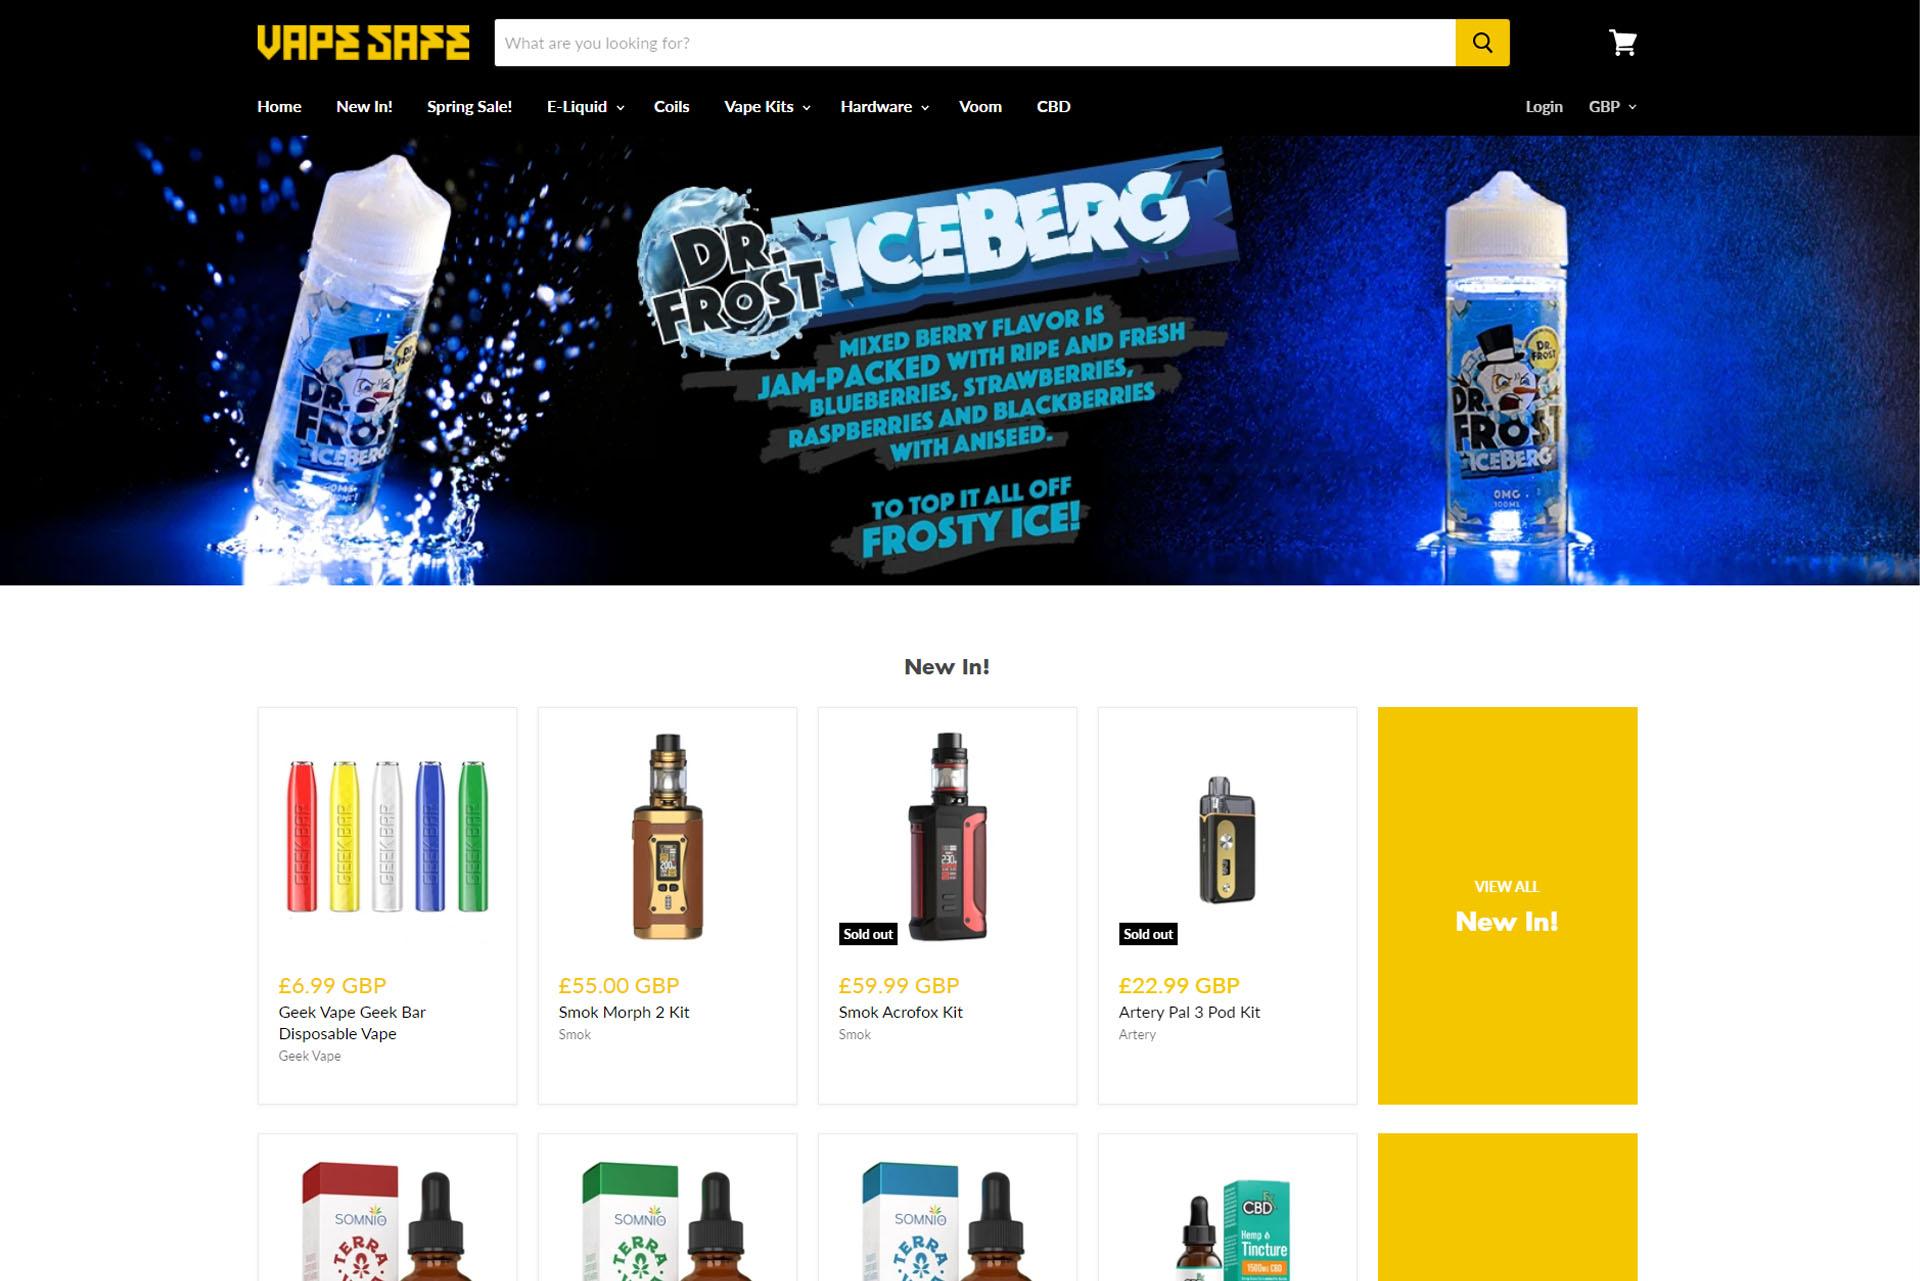 VAPE SAFE
What are you looking for?
Home New In! Spring Sale! E-Liquid Coils Vape Kits Hardware Voom CBD
Login GBP
DR.
FROST
ICEBERG
MIXED BERRY FLAVOR IS
JAM-PACKED WITH RIPE AND FRESH
BLUEBERRIES, STRAWBERRIES,
RASPBERRIES AND BLACKBERRIES
WITH ANISEED.
TO TOP IT ALL OFF
FROSTY ICE!
DR.
FROST
ICEBERG
DR.
FROST
DR.
FROST
ICEBERG
0MG
100ML
New In!
GEEK BAR
GEEK BAR
GEEK BAR
GEEK BAR
GEEK BAR
£6.99 GBP
Geek Vape Geek Bar
Disposable Vape
Geek Vape
£55.00 GBP
Smok Morph 2 Kit
Smok
Sold out
£59.99 GBP
Smok Acrofox Kit
Smok
Sold out
£22.99 GBP
Artery Pal 3 Pod Kit
Artery
VIEW ALL
New In!
SOMNIO
TERRA
SOMNIO
TERRA
SOMNIO
TERRA
CBD
Hemp &
Tincture
1500mg CBD